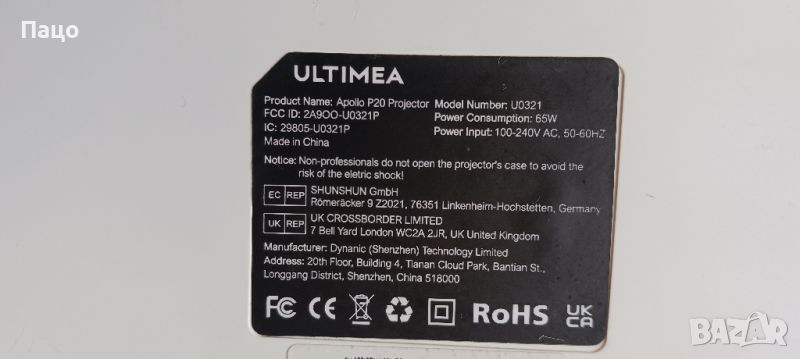 Пацо
ULTIMEA
Product Name: Apollo P20 Projector Model Number: U0321
FCC ID: 2A9OO-U0321P Power Consumption: 65W
IC: 29805-U0321P Power Input: 100-240V AC, 50-60HZ
Made in China
Notice: Non-professionals do not open the projector's case to avoid the
risk of the eletric shock!
EC REP SHUNSHUN GmbH
Römeräcker 9 Z2021, 76351 Linkenheim-Hochstetten, Germany
UK REP UK CROSSBORDER LIMITED
7 Bell Yard London WC2A 2JR, UK United Kingdom
Manufacturer: Dynanic (Shenzhen) Technology Limited
Address: 20th Floor, Building 4, Tianan Cloud Park, Bantian St.,
Longgang District, Shenzhen, China 518000
FC CE RoHS UK CA
BAZAR